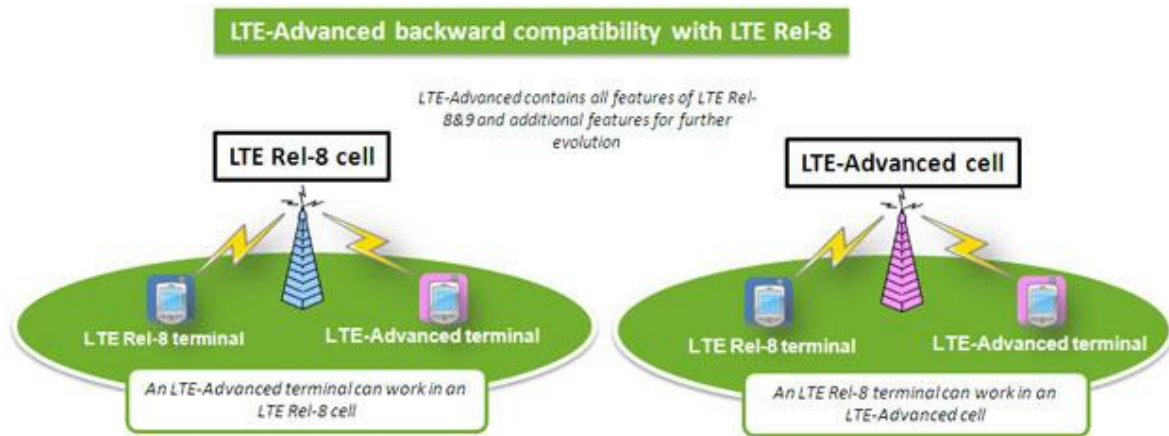 LTE-Advanced backward compatibility with LTE Rel-8
LTE-Advanced contains all features of LTE Rel-
8&9 and additional features for further
evolution
LTE Rel-8 cell
LTE Rel-8 terminal
LTE-Advanced terminal
An LTE-Advanced terminal can work in an
LTE Rel-8 cell
LTE-Advanced cell
LTE Rel-8 terminal
LTE-Advanced terminal
An LTE Rel-8 terminal can work in an
LTE-Advanced cell